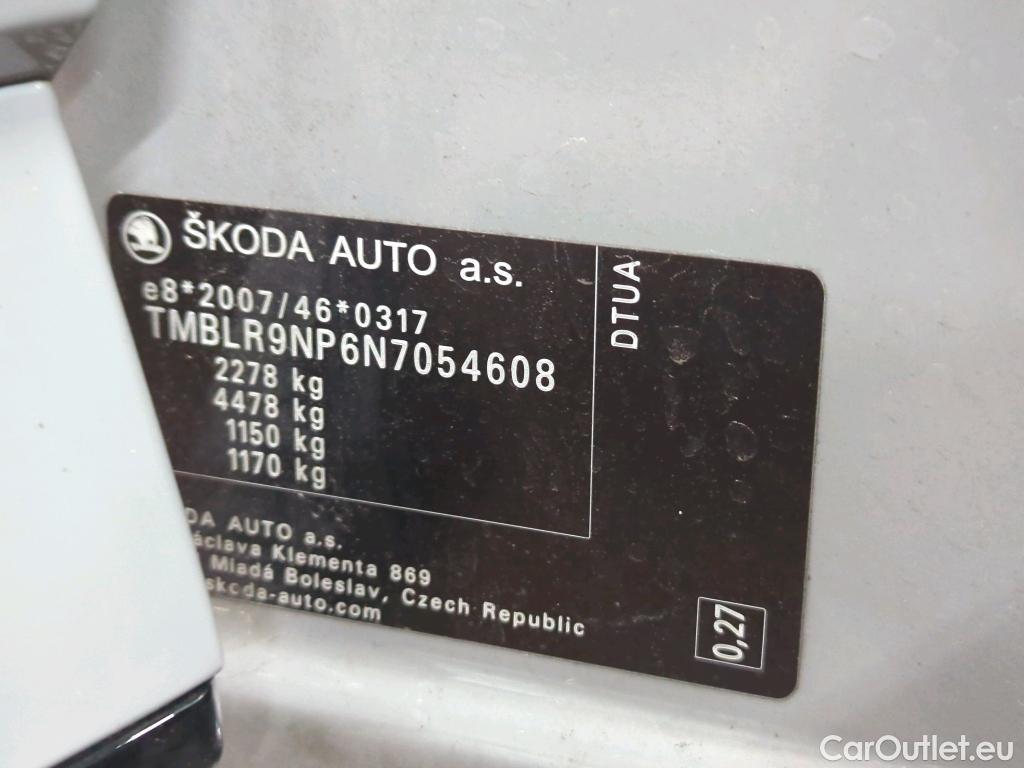 ŠKODA AUTO a.s.
e8*2007/46*0317
TMBLR9NP6N7054608
2278 kg
4478 kg
1150 kg
1170 kg
DA AUTO a.s.
áclava Klementa 869
Mladá Boleslav, Czech Republic
skoda-auto.com
DTUA
0,27
CarOutlet.eu